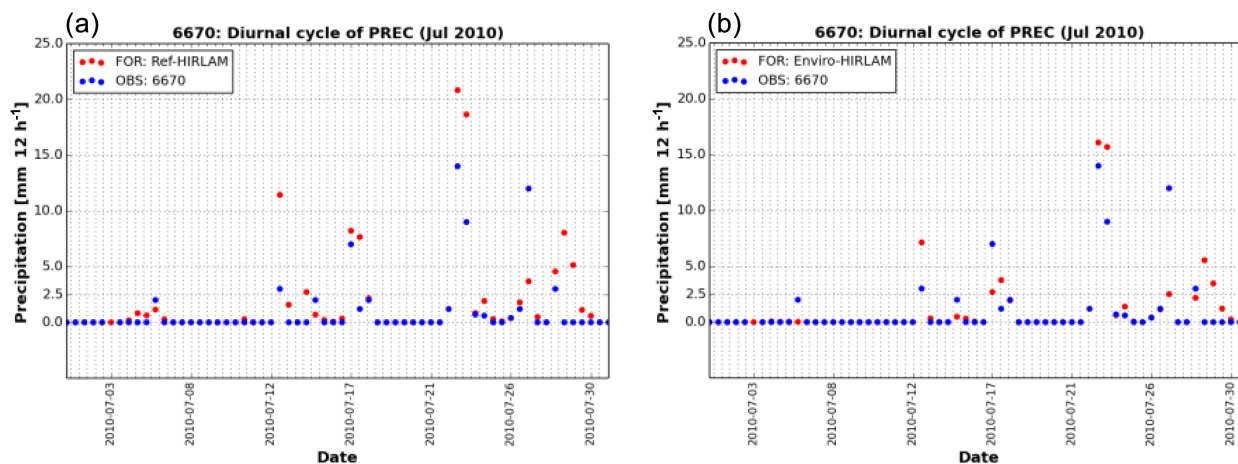 (a)
6670: Diurnal cycle of PREC (Jul 2010)
FOR: Ref-HIRLAM
OBS: 6670
Precipitation [mm 12 h⁻¹]
25.0
20.0
15.0
10.0
5.0
2.5
0.0
2010-07-03
2010-07-08
2010-07-12
2010-07-17
2010-07-21
2010-07-26
2010-07-30
Date
(b)
6670: Diurnal cycle of PREC (Jul 2010)
FOR: Enviro-HIRLAM
OBS: 6670
Precipitation [mm 12 h⁻¹]
25.0
20.0
15.0
10.0
5.0
2.5
0.0
2010-07-03
2010-07-08
2010-07-12
2010-07-17
2010-07-21
2010-07-26
2010-07-30
Date